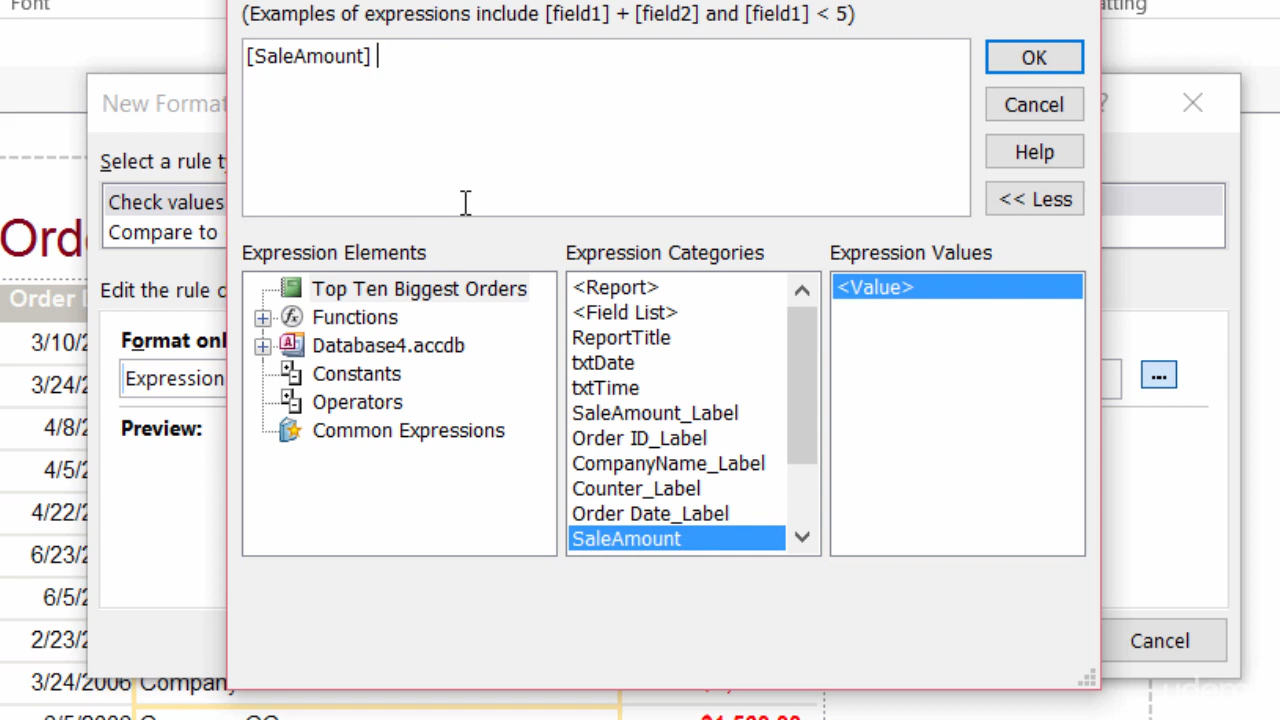 Font
(Examples of expressions include [field1] + [field2] and [field1] < 5)
[SaleAmount]
OK
Cancel
Help
<< Less
New Format
?
Select a rule t
Check values
Compare to
Ord
Order
Edit the rule
Format onl
Expression
...
Preview:
Expression Elements
Top Ten Biggest Orders
Functions
Database4.accdb
Constants
Operators
Common Expressions
Expression Categories
<Report>
<Field List>
ReportTitle
txtDate
txtTime
SaleAmount_Label
Order ID_Label
CompanyName_Label
Counter_Label
Order Date_Label
SaleAmount
Expression Values
<Value>
3/10/2
3/24/2
4/8/2
4/5/2
4/22/2
6/23/2
6/5/2
2/23/2
3/24/2006 Company
Cancel